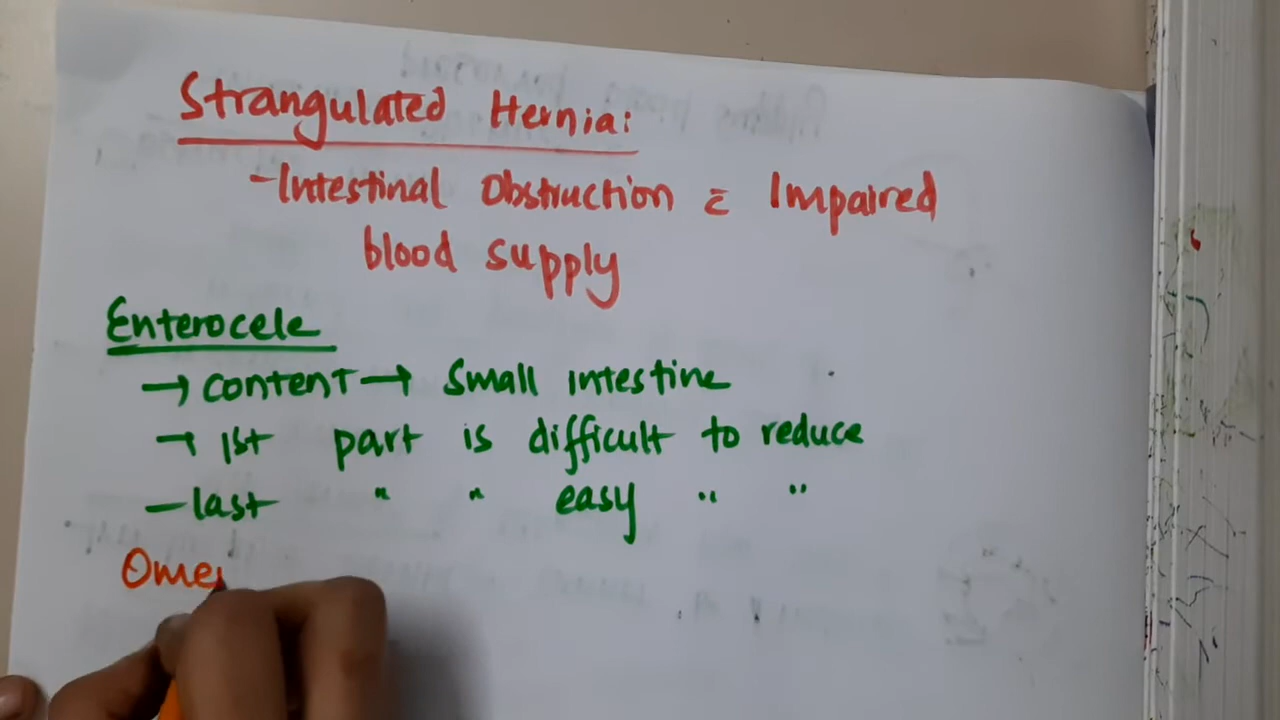 Strangulated Hernia:
-Intestinal Obstruction c̄ Impaired
blood supply
Enterocele
→ content → Small intestine
→ 1st part is difficult to reduce
- last " " easy " "
Ome